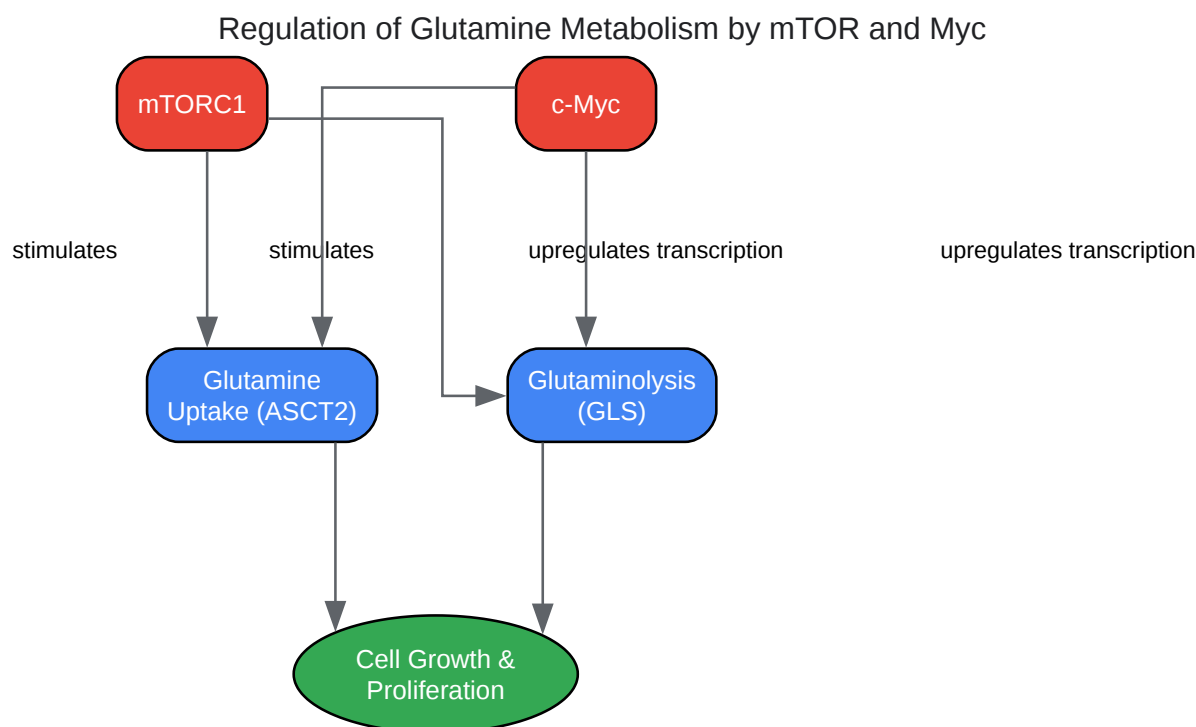 Regulation of Glutamine Metabolism by mTOR and Myc
mTORC1
c-Myc
stimulates
stimulates
upregulates transcription
upregulates transcription
Glutamine
Uptake (ASCT2)
Glutaminolysis
(GLS)
Cell Growth &
Proliferation